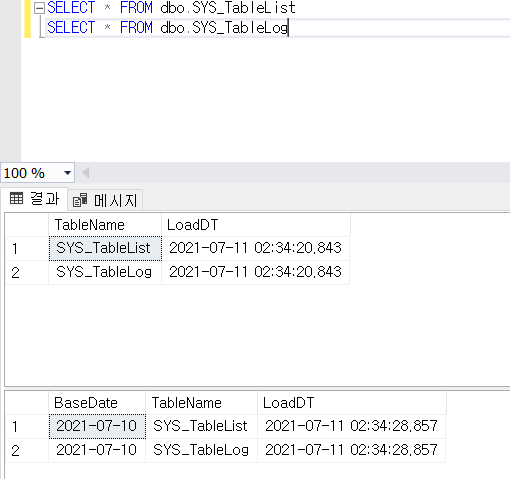 SELECT * FROM dbo.SYS_TableList
SELECT * FROM dbo.SYS_TableLog
100 %
결과 메시지
TableName LoadDT
1 SYS_TableList 2021-07-11 02:34:20,843
2 SYS_TableLog 2021-07-11 02:34:20,843
BaseDate TableName LoadDT
1 2021-07-10 SYS_TableList 2021-07-11 02:34:28,857
2 2021-07-10 SYS_TableLog 2021-07-11 02:34:28,857